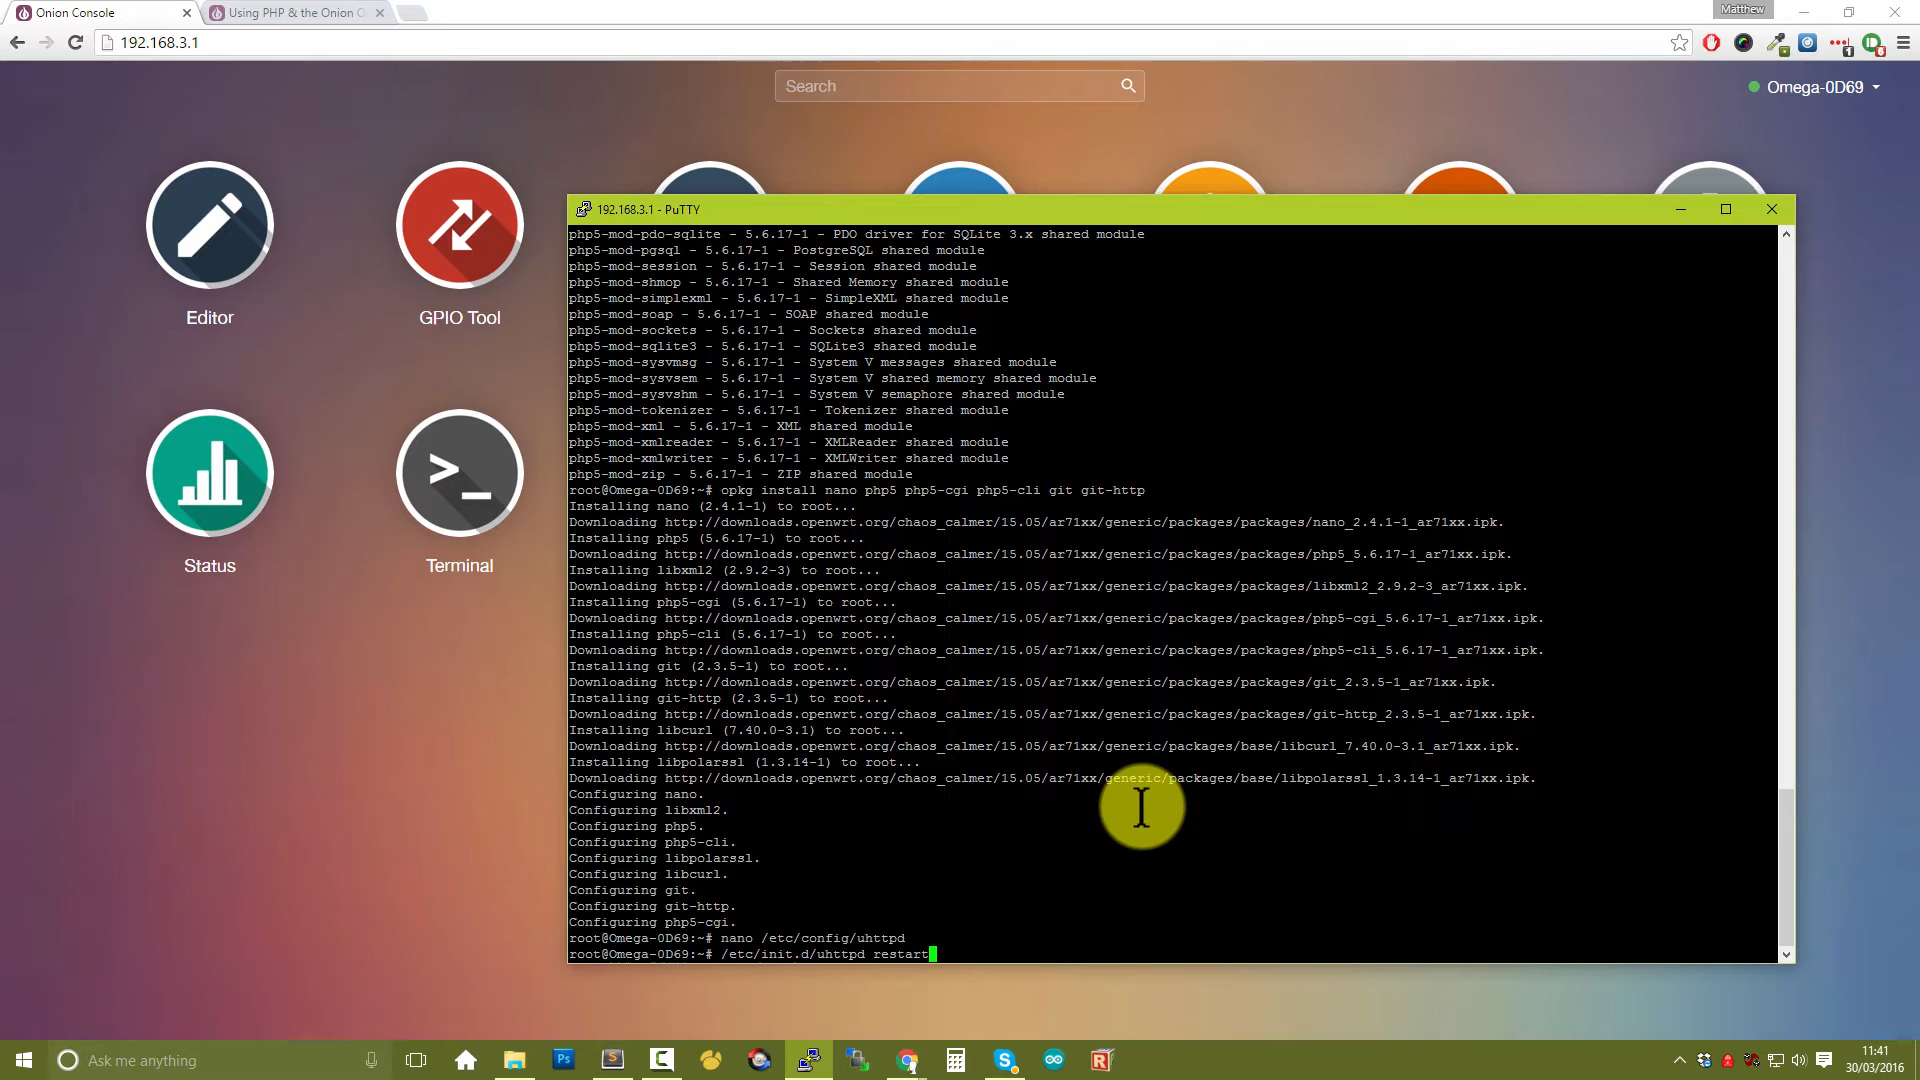 Onion Console
Using PHP & the Onion O
Matthew
192.168.3.1
Search
Omega-0D69
Editor
GPIO Tool
Status
Terminal
192.168.3.1 - PuTTY
php5-mod-pdo-sqlite - 5.6.17-1 - PDO driver for SQLite 3.x shared module
php5-mod-pgsql - 5.6.17-1 - PostgreSQL shared module
php5-mod-session - 5.6.17-1 - Session shared module
php5-mod-shmop - 5.6.17-1 - Shared Memory shared module
php5-mod-simplexml - 5.6.17-1 - SimpleXML shared module
php5-mod-soap - 5.6.17-1 - SOAP shared module
php5-mod-sockets - 5.6.17-1 - Sockets shared module
php5-mod-sqlite3 - 5.6.17-1 - SQLite3 shared module
php5-mod-sysvmsg - 5.6.17-1 - System V messages shared module
php5-mod-sysvsem - 5.6.17-1 - System V shared memory shared module
php5-mod-sysvshm - 5.6.17-1 - System V semaphore shared module
php5-mod-tokenizer - 5.6.17-1 - Tokenizer shared module
php5-mod-xml - 5.6.17-1 - XML shared module
php5-mod-xmlreader - 5.6.17-1 - XMLReader shared module
php5-mod-xmlwriter - 5.6.17-1 - XMLWriter shared module
php5-mod-zip - 5.6.17-1 - ZIP shared module
root@Omega-0D69:~# opkg install nano php5 php5-cgi php5-cli git git-http
Installing nano (2.4.1-1) to root...
Downloading http://downloads.openwrt.org/chaos_calmer/15.05/ar71xx/generic/packages/packages/nano_2.4.1-1_ar71xx.ipk.
Installing php5 (5.6.17-1) to root...
Downloading http://downloads.openwrt.org/chaos_calmer/15.05/ar71xx/generic/packages/packages/php5_5.6.17-1_ar71xx.ipk.
Installing libxml2 (2.9.2-3) to root...
Downloading http://downloads.openwrt.org/chaos_calmer/15.05/ar71xx/generic/packages/packages/libxml2_2.9.2-3_ar71xx.ipk.
Installing php5-cgi (5.6.17-1) to root...
Downloading http://downloads.openwrt.org/chaos_calmer/15.05/ar71xx/generic/packages/packages/php5-cgi_5.6.17-1_ar71xx.ipk.
Installing php5-cli (5.6.17-1) to root...
Downloading http://downloads.openwrt.org/chaos_calmer/15.05/ar71xx/generic/packages/packages/php5-cli_5.6.17-1_ar71xx.ipk.
Installing git (2.3.5-1) to root...
Downloading http://downloads.openwrt.org/chaos_calmer/15.05/ar71xx/generic/packages/packages/git_2.3.5-1_ar71xx.ipk.
Installing git-http (2.3.5-1) to root...
Downloading http://downloads.openwrt.org/chaos_calmer/15.05/ar71xx/generic/packages/packages/git-http_2.3.5-1_ar71xx.ipk.
Installing libcurl (7.40.0-3.1) to root...
Downloading http://downloads.openwrt.org/chaos_calmer/15.05/ar71xx/generic/packages/base/libcurl_7.40.0-3.1_ar71xx.ipk.
Installing libpolarssl (1.3.14-1) to root...
Downloading http://downloads.openwrt.org/chaos_calmer/15.05/ar71xx/generic/packages/base/libpolarssl_1.3.14-1_ar71xx.ipk.
Configuring nano.
Configuring libxml2.
Configuring php5.
Configuring php5-cli.
Configuring libpolarssl.
Configuring libcurl.
Configuring git.
Configuring git-http.
Configuring php5-cgi.
root@Omega-0D69:~# nano /etc/config/uhttpd
root@Omega-0D69:~# /etc/init.d/uhttpd restart
Ask me anything
11:41
30/03/2016